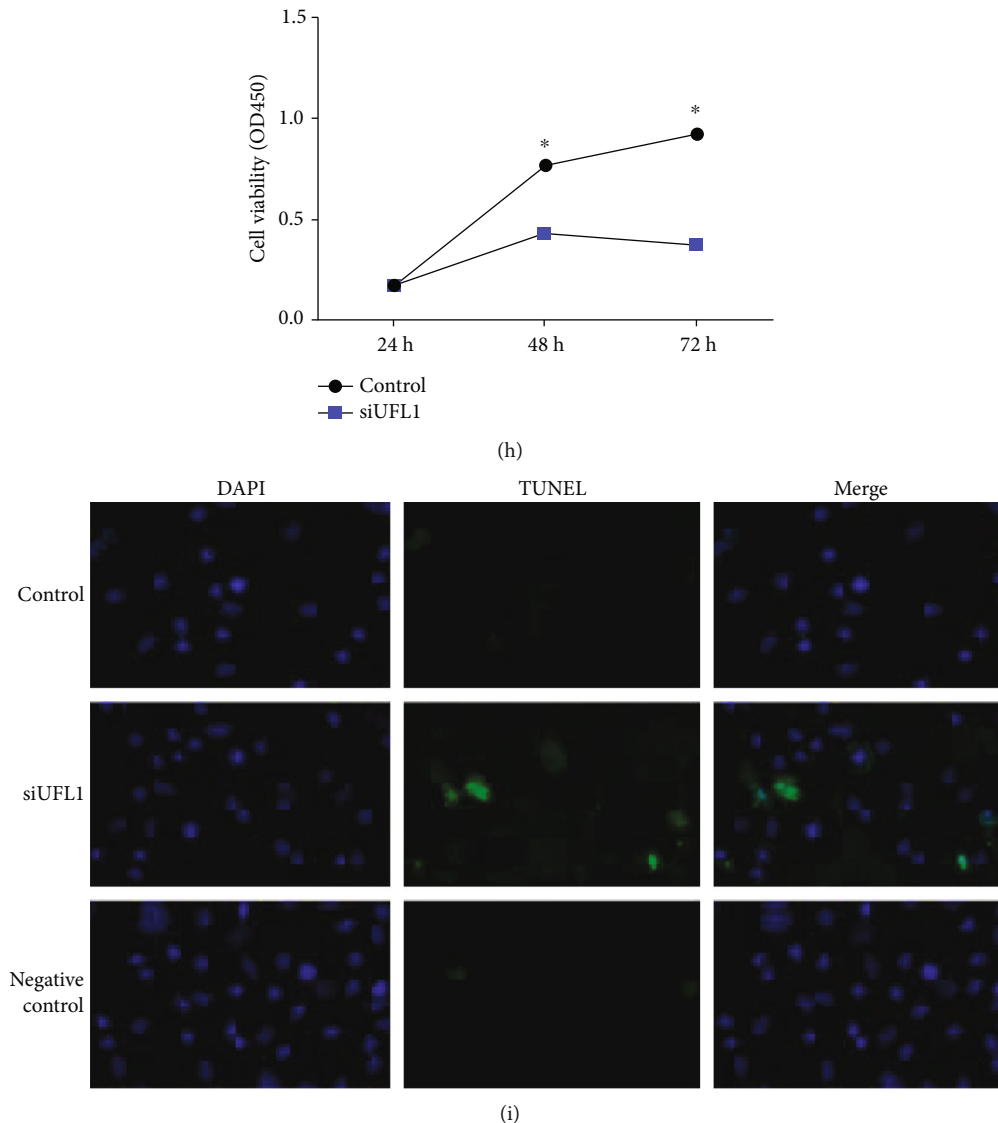 1.5
1.0
0.5
0.0
Cell viability (OD450)
*
*
24 h
48 h
72 h
Control
siUFL1
(h)
DAPI
TUNEL
Merge
Control
siUFL1
Negative
control
(i)